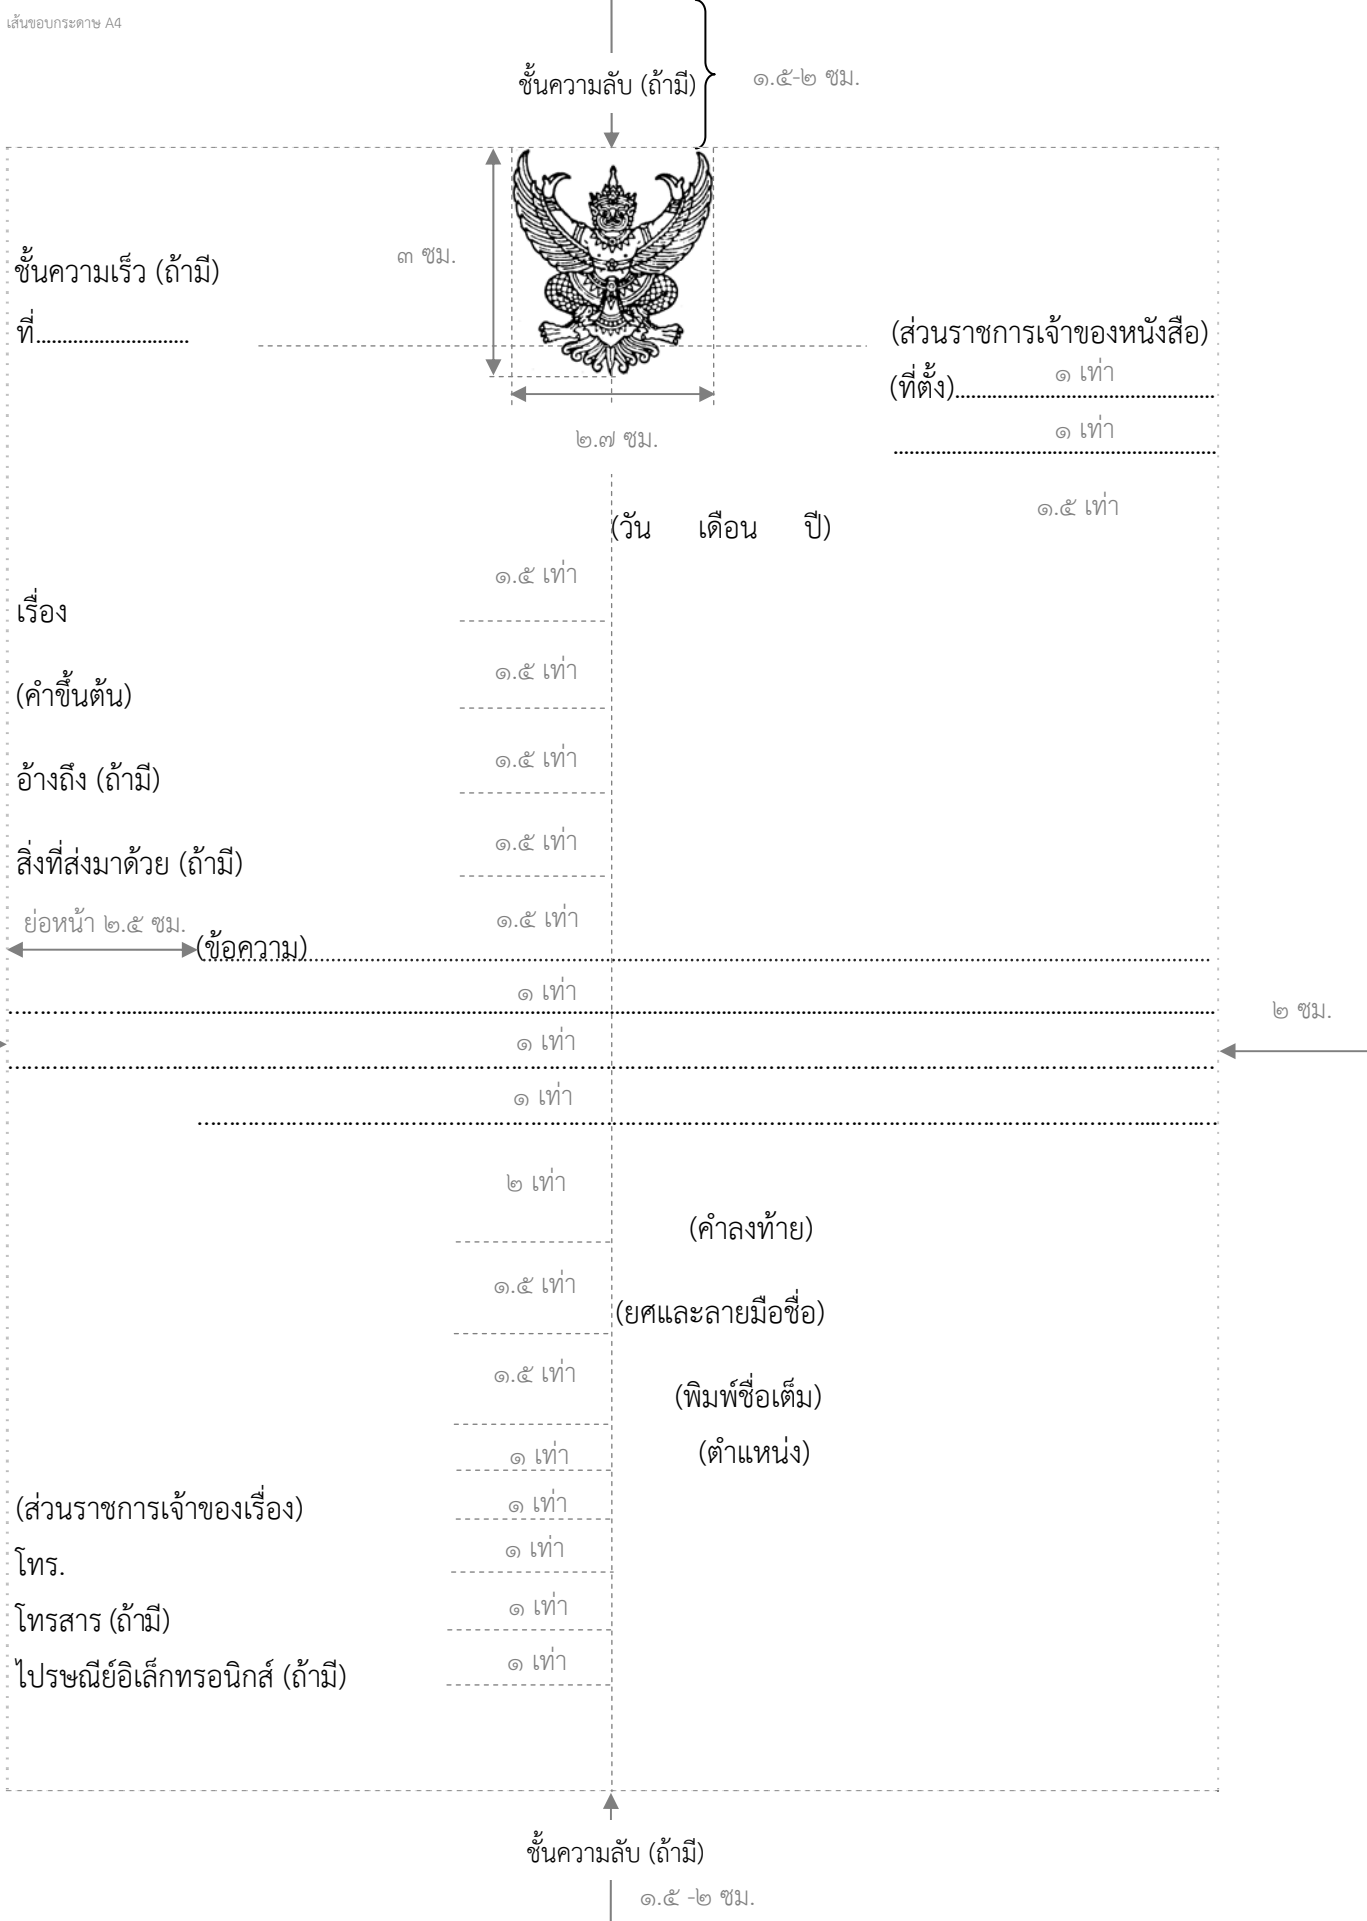 เส้นขอบกระดาษ A4
ชั้นความลับ (ถ้ามี)
๑.๕-๒ ซม.
๓ ซม.
ชั้นความเร็ว (ถ้ามี)
ที่.............................
(ส่วนราชการเจ้าของหนังสือ)
๑ เท่า
(ที่ตั้ง).................................................
๑ เท่า
.............................................................
๒.๗ ซม.
๑.๕ เท่า
(วัน เดือน ปี)
๑.๕ เท่า
เรื่อง
๑.๕ เท่า
(คำขึ้นต้น)
๑.๕ เท่า
อ้างถึง (ถ้ามี)
๑.๕ เท่า
สิ่งที่ส่งมาด้วย (ถ้ามี)
ย่อหน้า ๒.๕ ซม.
๑.๕ เท่า
(ข้อความ)
๑ เท่า
๒ ซม.
๑ เท่า
๑ เท่า
๒ เท่า
(คำลงท้าย)
๑.๕ เท่า
(ยศและลายมือชื่อ)
๑.๕ เท่า
(พิมพ์ชื่อเต็ม)
๑ เท่า
(ตำแหน่ง)
(ส่วนราชการเจ้าของเรื่อง)
๑ เท่า
โทร.
๑ เท่า
โทรสาร (ถ้ามี)
๑ เท่า
ไปรษณีย์อิเล็กทรอนิกส์ (ถ้ามี)
๑ เท่า
ชั้นความลับ (ถ้ามี)
๑.๕ -๒ ซม.